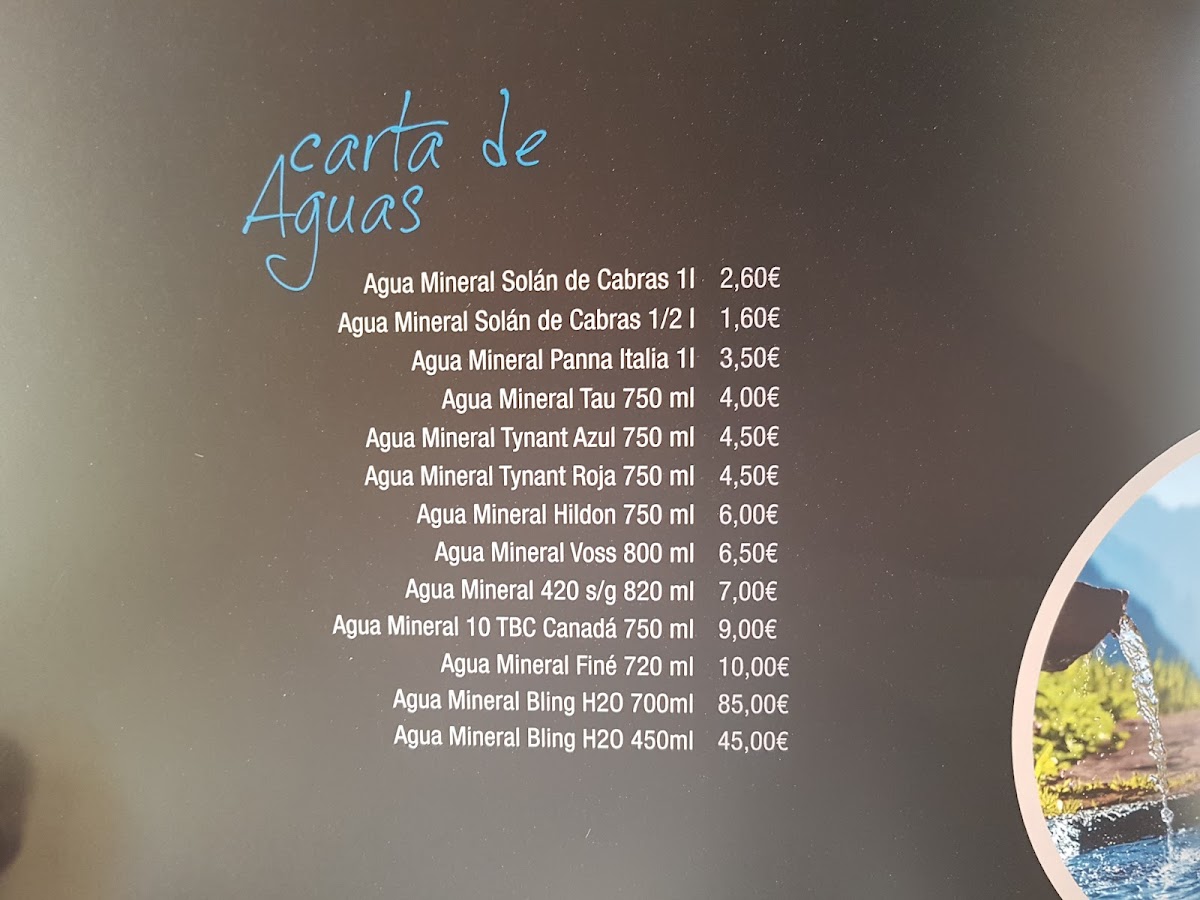 carta de
Aguas
Agua Mineral Solán de Cabras 1l 2,60€
Agua Mineral Solán de Cabras 1/2 l 1,60€
Agua Mineral Panna Italia 1l 3,50€
Agua Mineral Tau 750 ml 4,00€
Agua Mineral Tynant Azul 750 ml 4,50€
Agua Mineral Tynant Roja 750 ml 4,50€
Agua Mineral Hildon 750 ml 6,00€
Agua Mineral Voss 800 ml 6,50€
Agua Mineral 420 s/g 820 ml 7,00€
Agua Mineral 10 TBC Canadá 750 ml 9,00€
Agua Mineral Finé 720 ml 10,00€
Agua Mineral Bling H2O 700ml 85,00€
Agua Mineral Bling H2O 450ml 45,00€